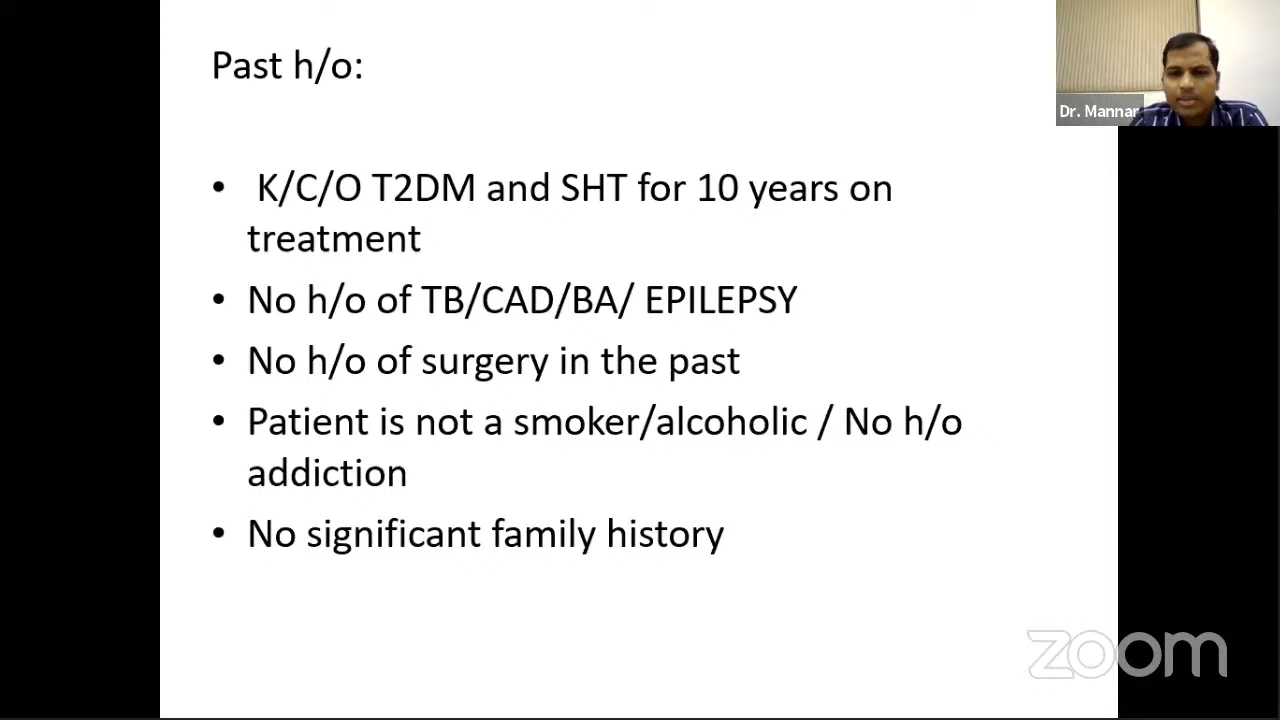 Past h/o:
Dr. Mannar
• K/C/O T2DM and SHT for 10 years on
treatment
• No h/o of TB/CAD/BA/ EPILEPSY
• No h/o of surgery in the past
• Patient is not a smoker/alcoholic / No h/o
addiction
• No significant family history
zoom